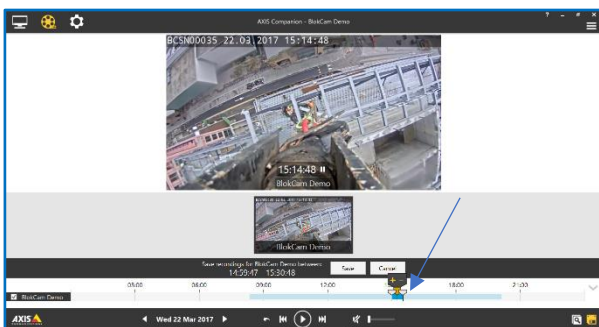 AXIS Companion - BlokCam Demo
BCSN00035 22.03.2017 15:14:48
15:14:48
BlokCam Demo
BlokCam Demo
Save recordings for BlokCam Demo between:
14:59:47 15:30:48
Save
Cancel
03:00 06:00 09:00 12:00 18:00 21:00
BlokCam Demo
AXIS
Wed 22 Mar 2017